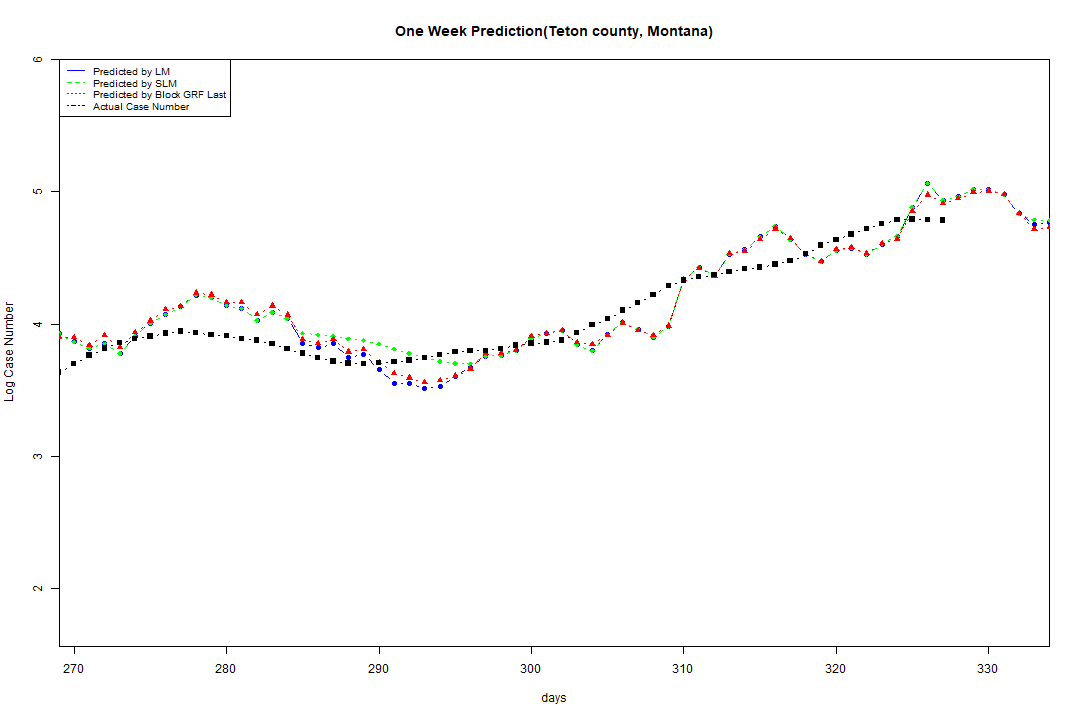 One Week Prediction(Teton county, Montana)
Predicted by LM
Predicted by SLM
Predicted by Block GRF Last
Actual Case Number
6
5
4
3
2
Log Case Number
270 280 290 300 310 320 330
days